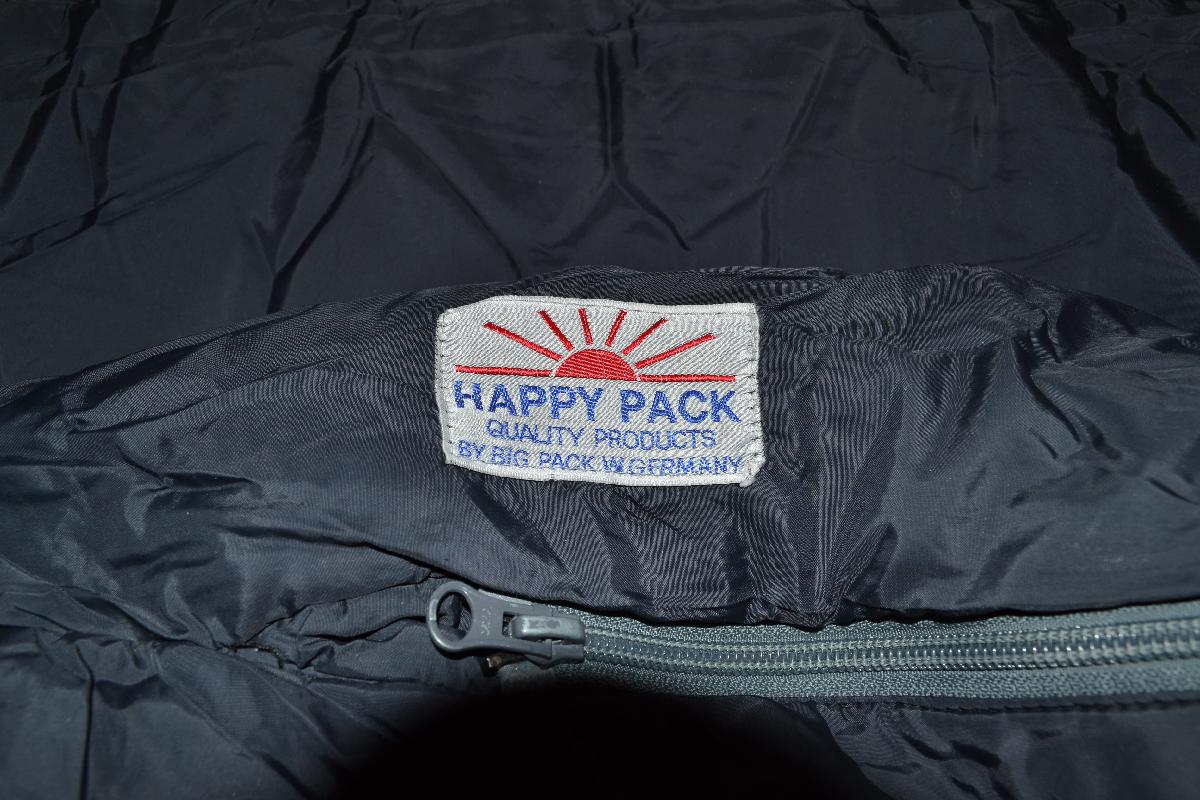 HAPPY PACK
QUALITY PRODUCTS
BY BIG PACK W.GERMANY